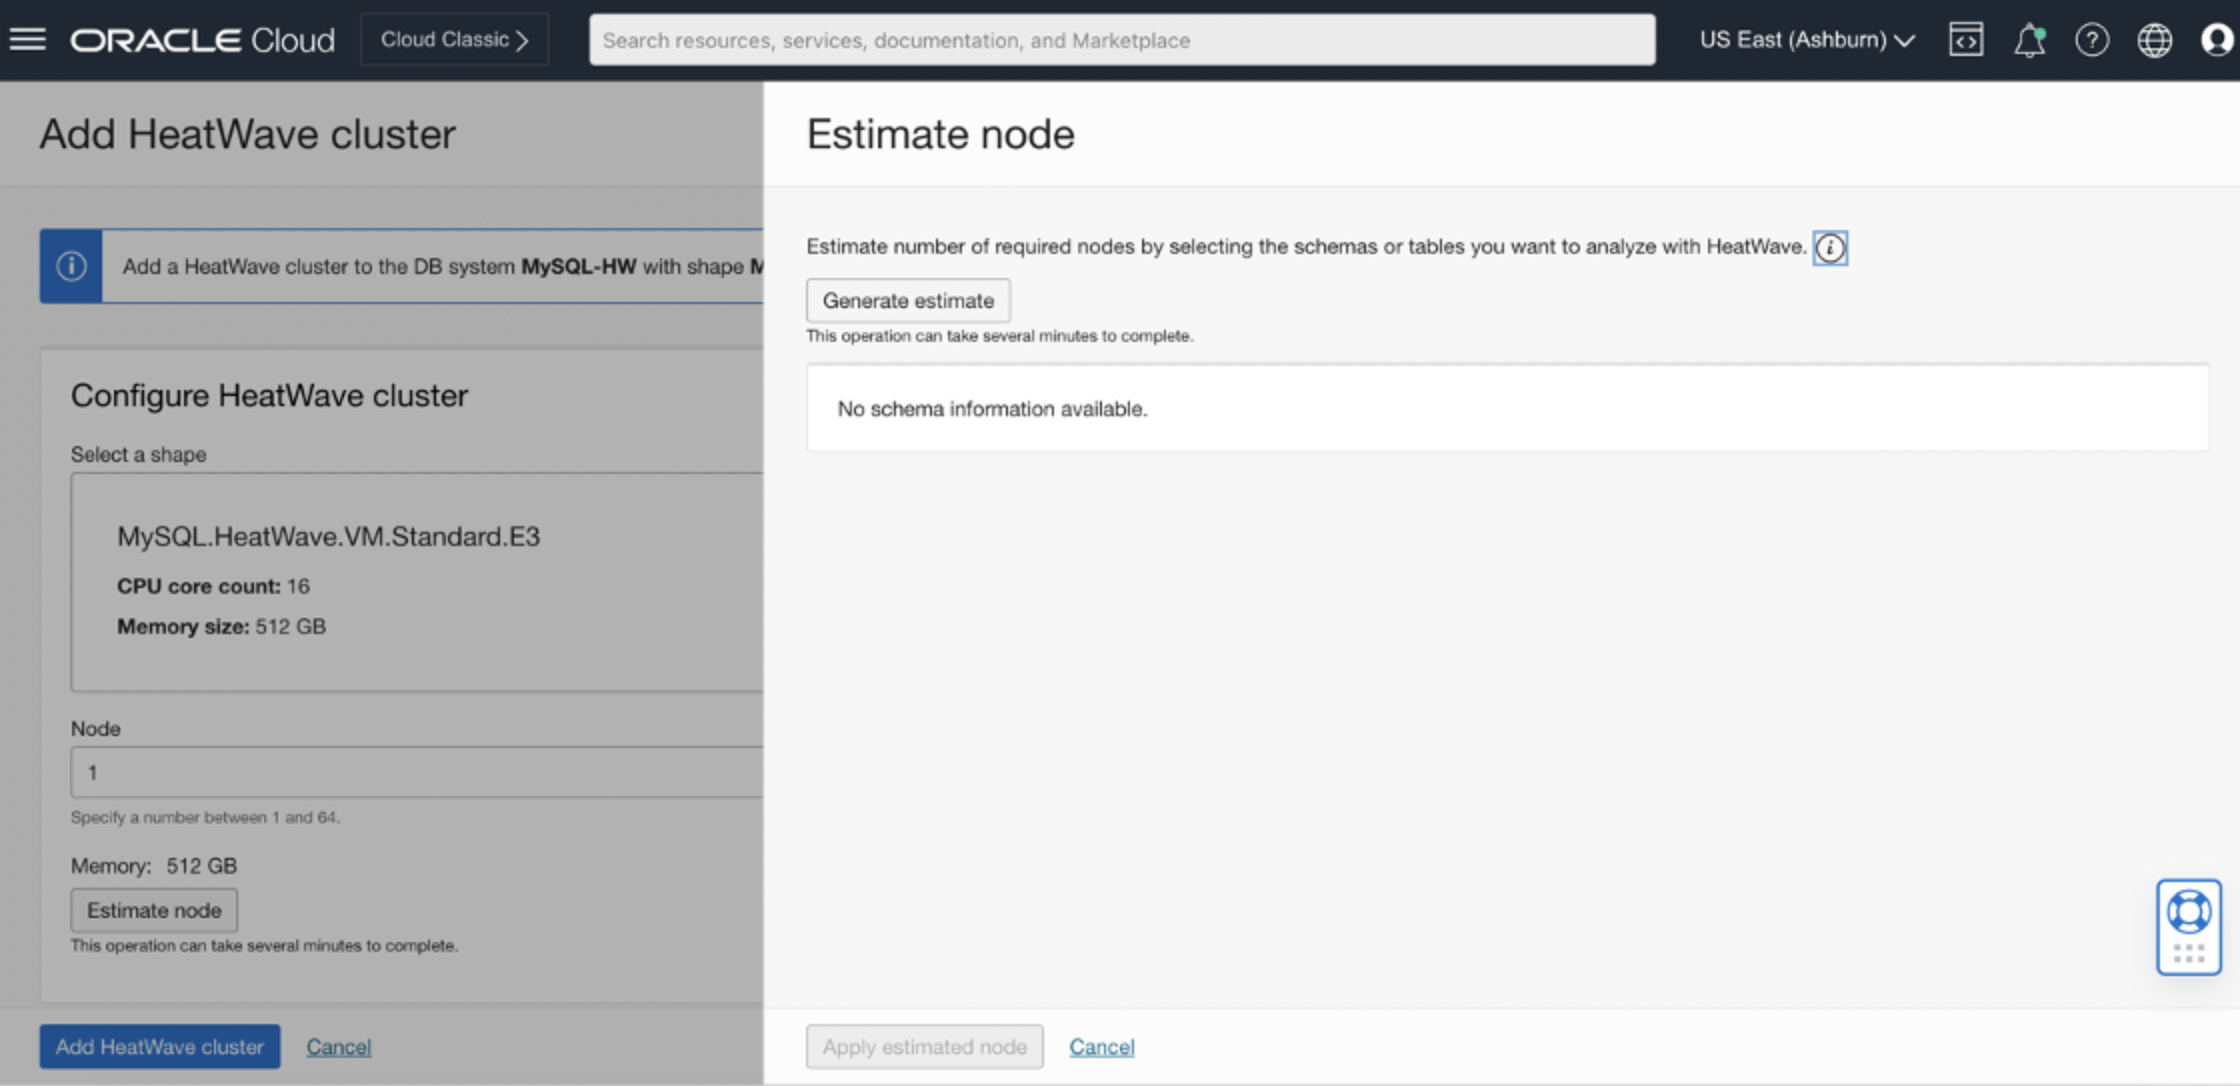 ORACLE Cloud
Cloud Classic
Search resources, services, documentation, and Marketplace
US East (Ashburn)
Add HeatWave cluster
Add a HeatWave cluster to the DB system MySQL-HW with shape M
Configure HeatWave cluster
Select a shape
MySQL.HeatWave.VM.Standard.E3
CPU core count: 16
Memory size: 512 GB
Node
1
Specify a number between 1 and 64.
Memory: 512 GB
Estimate node
This operation can take several minutes to complete.
Add HeatWave cluster
Cancel
Estimate node
Estimate number of required nodes by selecting the schemas or tables you want to analyze with HeatWave.
Generate estimate
This operation can take several minutes to complete.
No schema information available.
Apply estimated node
Cancel